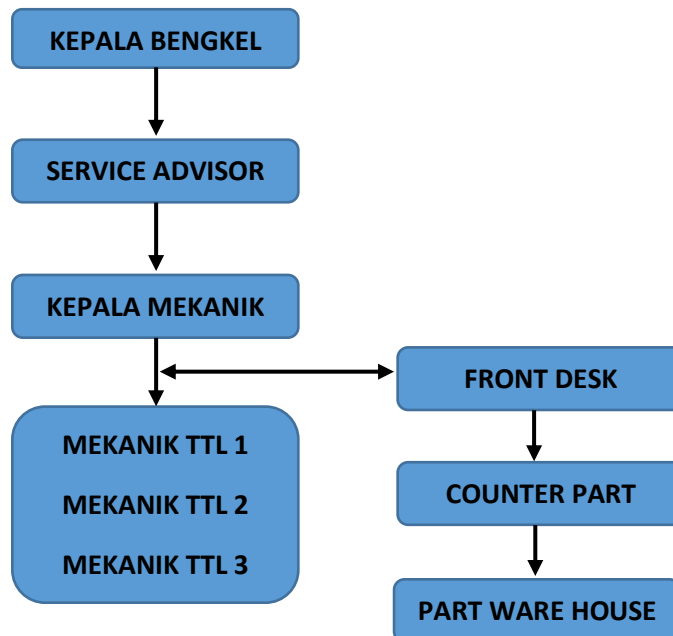 KEPALA BENGKEL
SERVICE ADVISOR
KEPALA MEKANIK
FRONT DESK
MEKANIK TTL 1
MEKANIK TTL 2
MEKANIK TTL 3
COUNTER PART
PART WARE HOUSE